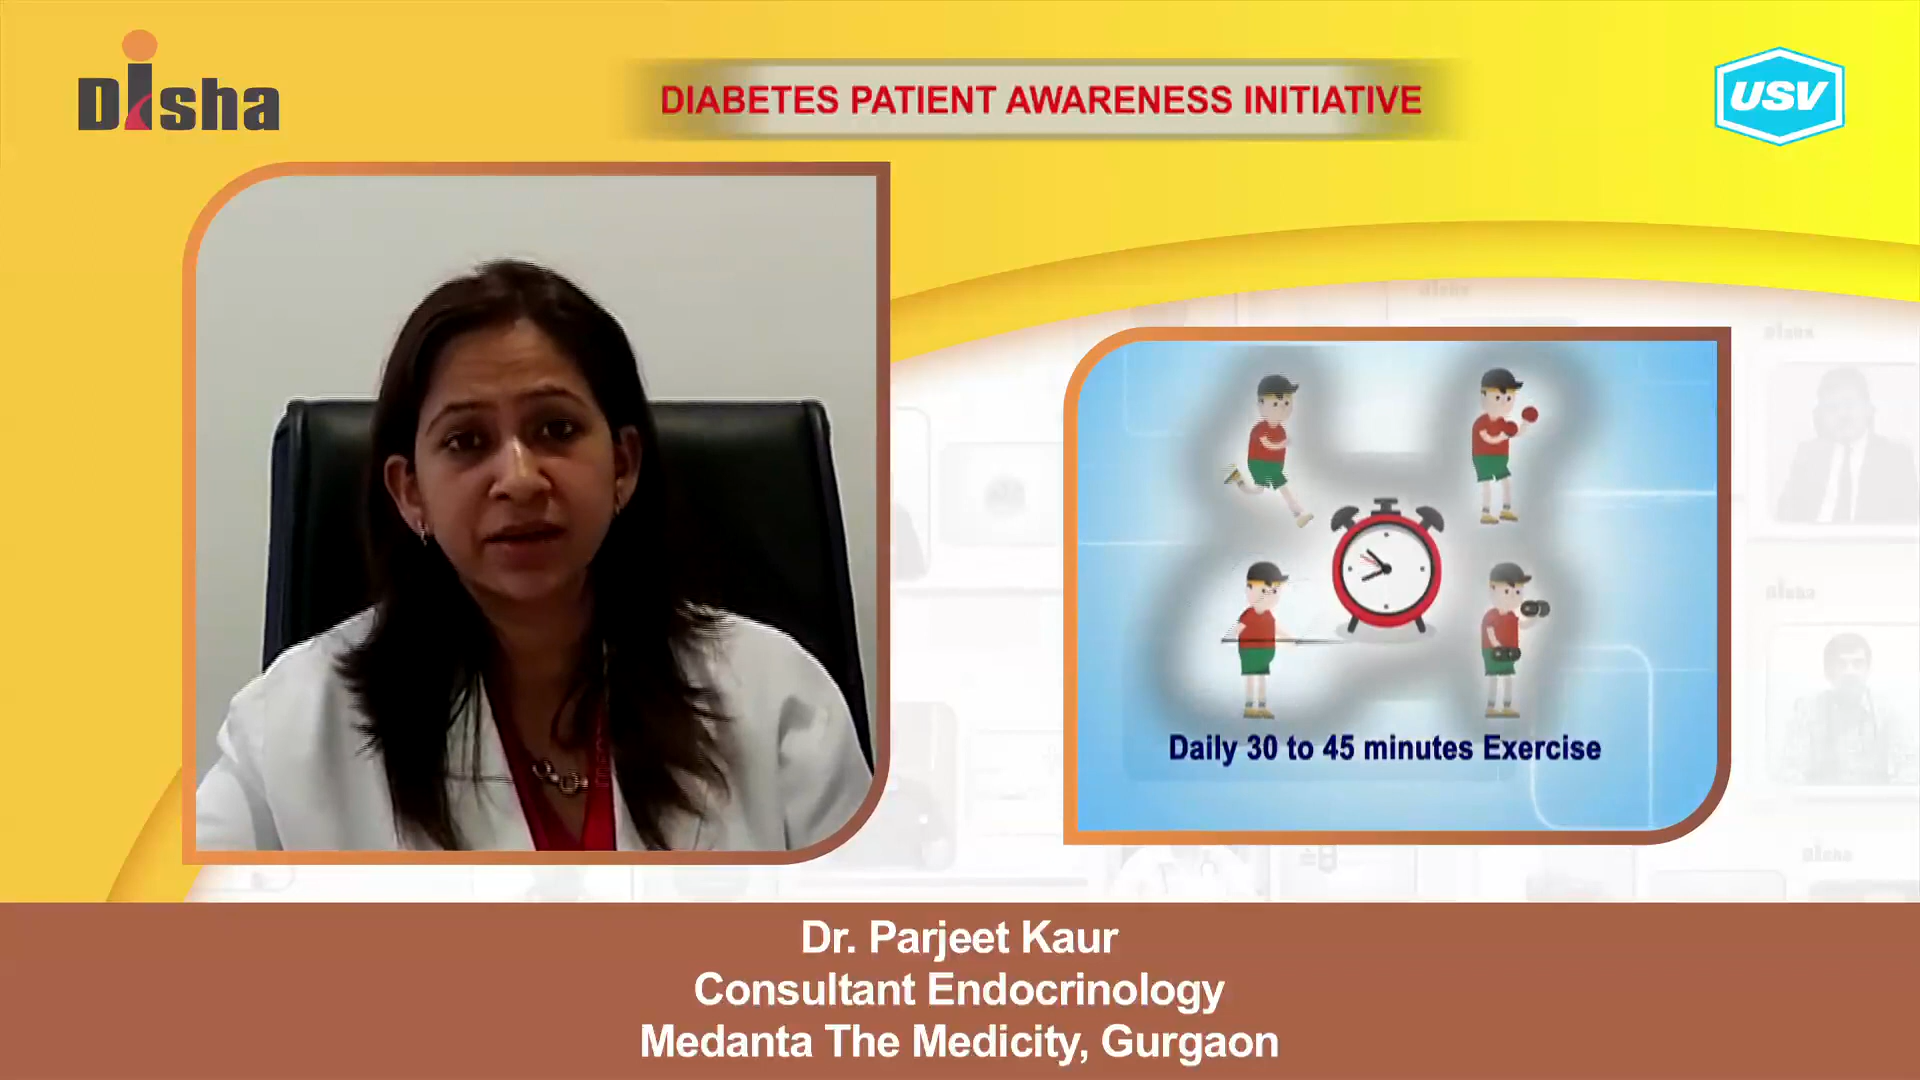 Disha
DIABETES PATIENT AWARENESS INITIATIVE
USV
Daily 30 to 45 minutes Exercise
Dr. Parjeet Kaur
Consultant Endocrinology
Medanta The Medicity, Gurgaon